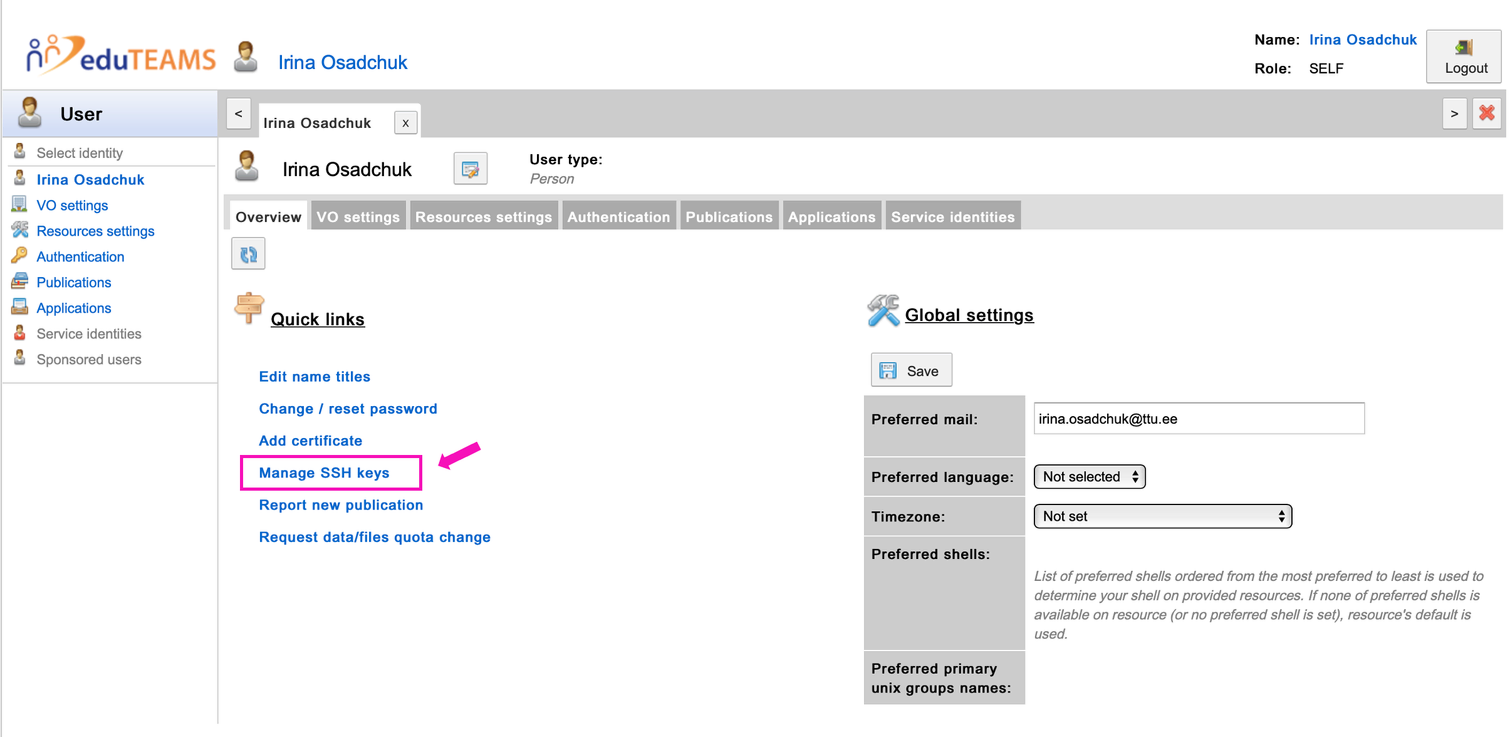 eduTEAMS
Irina Osadchuk
Name: Irina Osadchuk
Role: SELF
Logout
User
< Irina Osadchuk x >
Select identity
Irina Osadchuk
VO settings
Resources settings
Authentication
Publications
Applications
Service identities
Sponsored users
Irina Osadchuk
User type:
Person
Overview VO settings Resources settings Authentication Publications Applications Service identities
Quick links
Edit name titles
Change / reset password
Add certificate
Manage SSH keys
Report new publication
Request data/files quota change
Global settings
Save
Preferred mail: irina.osadchuk@ttu.ee
Preferred language: Not selected
Timezone: Not set
Preferred shells:
List of preferred shells ordered from the most preferred to least is used to
determine your shell on provided resources. If none of preferred shells is
available on resource (or no preferred shell is set), resource's default is
used.
Preferred primary
unix groups names: